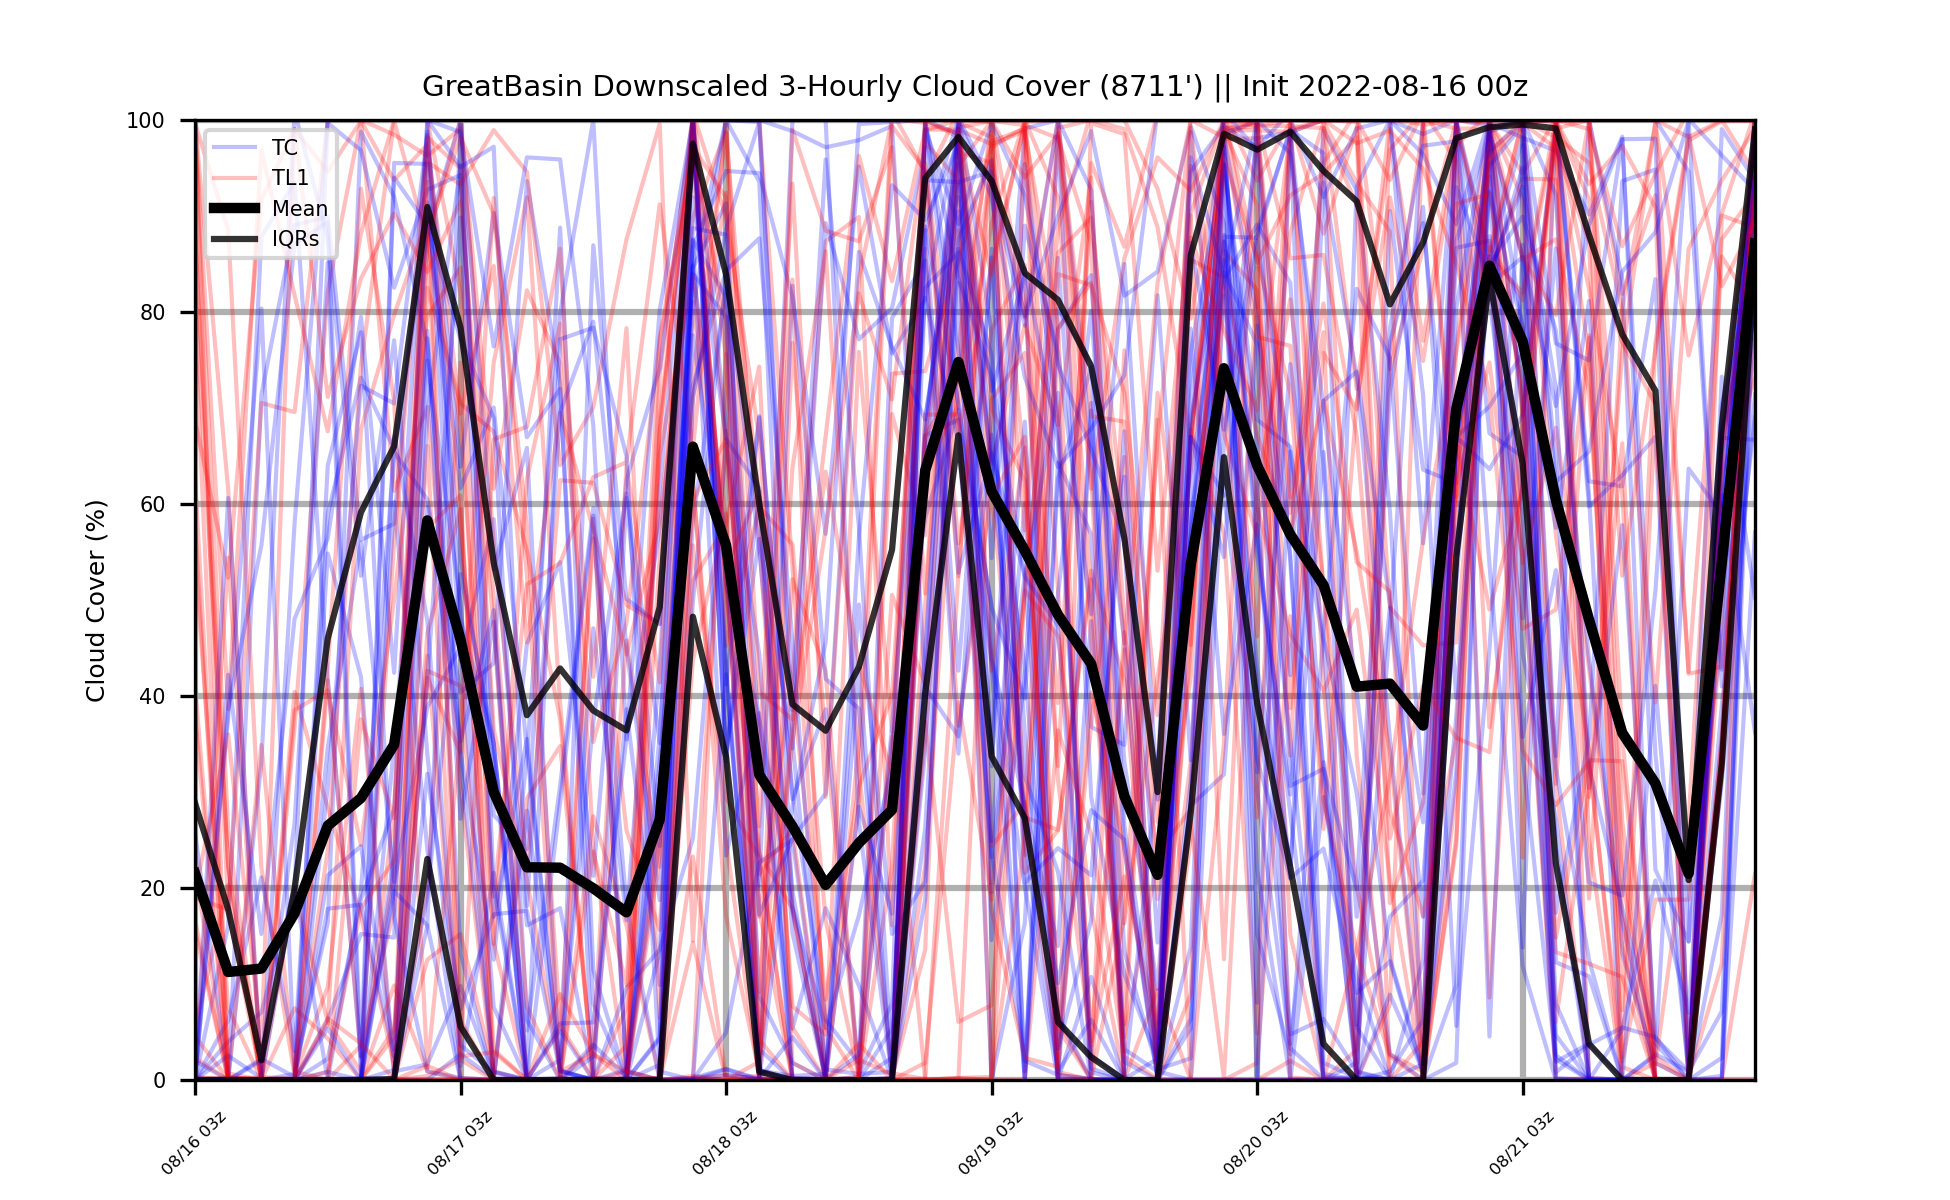 GreatBasin Downscaled 3-Hourly Cloud Cover (8711') || Init 2022-08-16 00z
TC
TL1
Mean
IQRs
Cloud Cover (%)
100
80
60
40
20
0
08/16 03z
08/17 03z
08/18 03z
08/19 03z
08/20 03z
08/21 03z